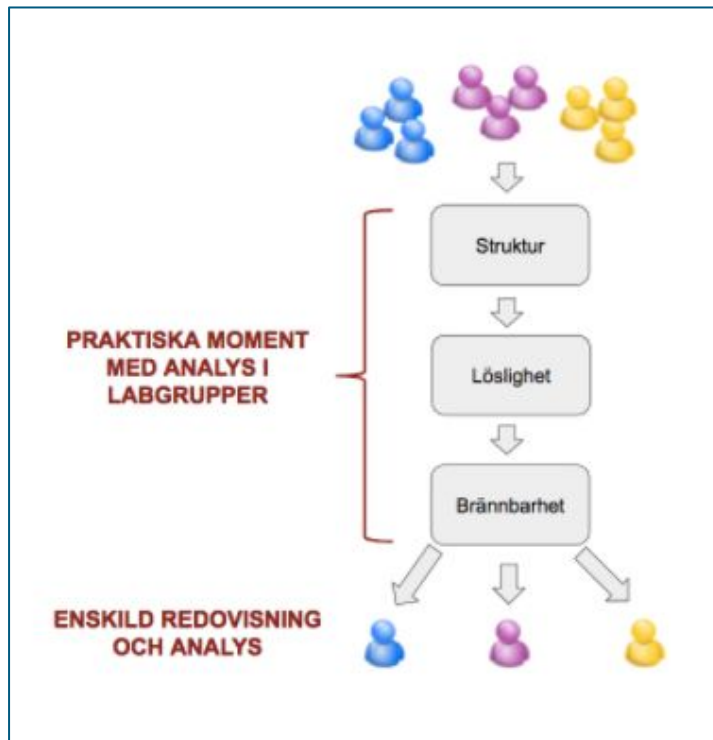 Struktur
PRAKTISKA MOMENT
MED ANALYS I
LABGRUPPER
Löslighet
Brännbarhet
ENSKILD REDOVISNING
OCH ANALYS